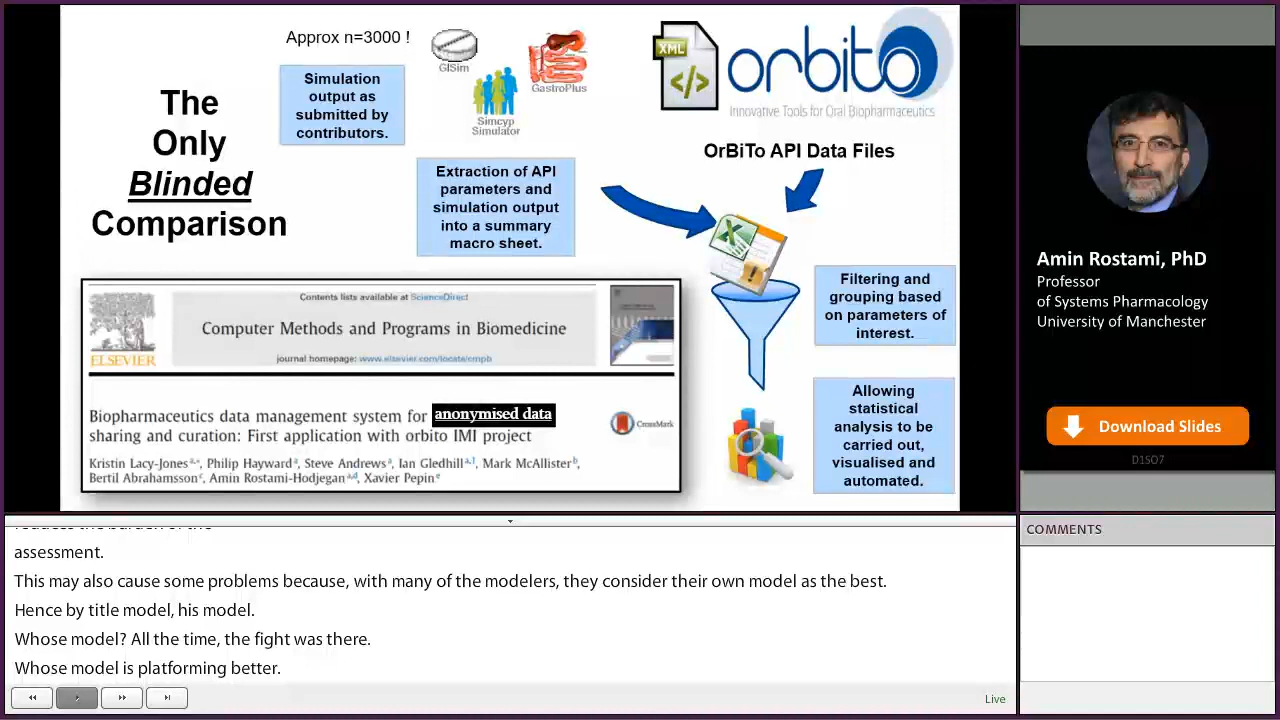 Approx n=3000 !
The
Only
Blinded
Comparison
Simulation
output as
submitted by
contributors.
GISim
Simcyp
Simulator
GastroPlus
XML
</>
orbito
Innovative Tools for Oral Biopharmaceutics
OrBiTo API Data Files
Extraction of API
parameters and
simulation output
into a summary
macro sheet.
Filtering and
grouping based
on parameters of
interest.
Allowing
statistical
analysis to be
carried out,
visualised and
automated.
Contents lists available at ScienceDirect
Computer Methods and Programs in Biomedicine
journal homepage: www.elsevier.com/locate/cmpb
ELSEVIER
Biopharmaceutics data management system for anonymised data
sharing and curation: First application with orbito IMI project
CrossMark
Kristin Lacy-Jones a,*, Philip Hayward a, Steve Andrews a, Ian Gledhill a,1, Mark McAllister b,
Bertil Abrahamsson c, Amin Rostami-Hodjegan a,d, Xavier Pepin e
Amin Rostami, PhD
Professor
of Systems Pharmacology
University of Manchester
Download Slides
D1SO7
assessment.
This may also cause some problems because, with many of the modelers, they consider their own model as the best.
Hence by title model, his model.
Whose model? All the time, the fight was there.
Whose model is platforming better.
Live
COMMENTS